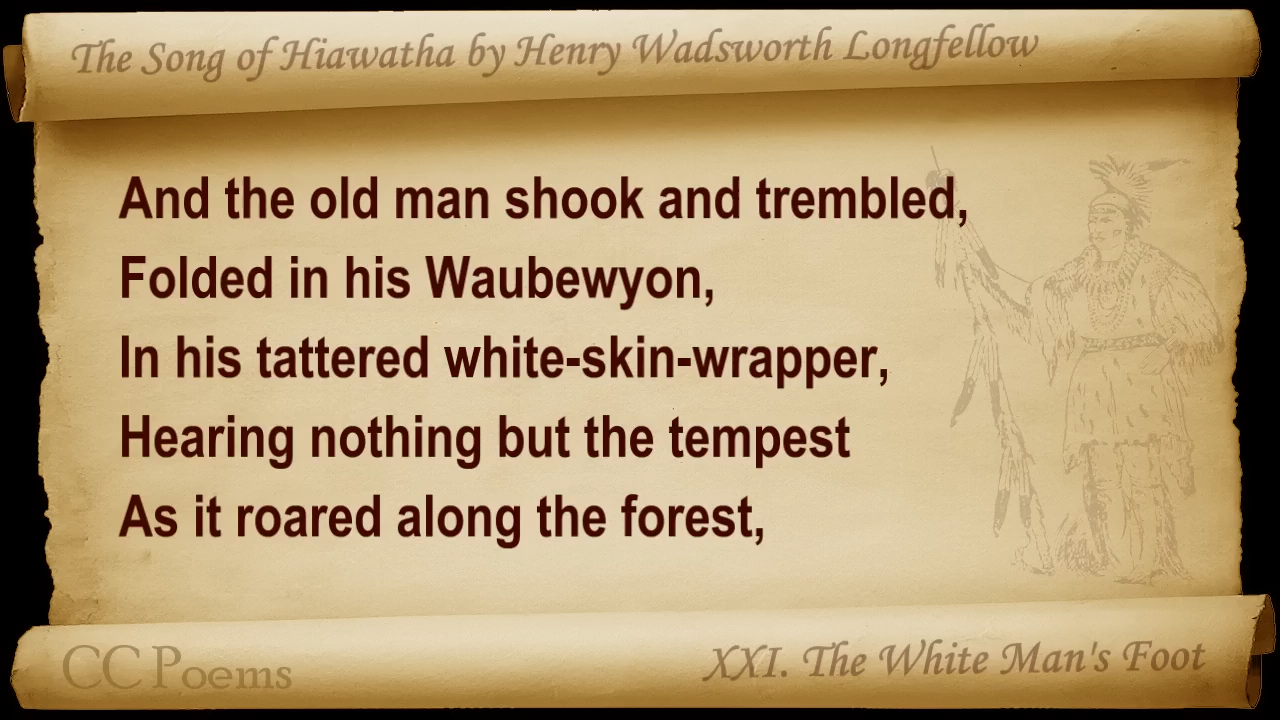 The Song of Hiawatha by Henry Wadsworth Longfellow
And the old man shook and trembled,
Folded in his Waubewyon,
In his tattered white-skin-wrapper,
Hearing nothing but the tempest
As it roared along the forest,
CC Poems
XXI. The White Man's Foot